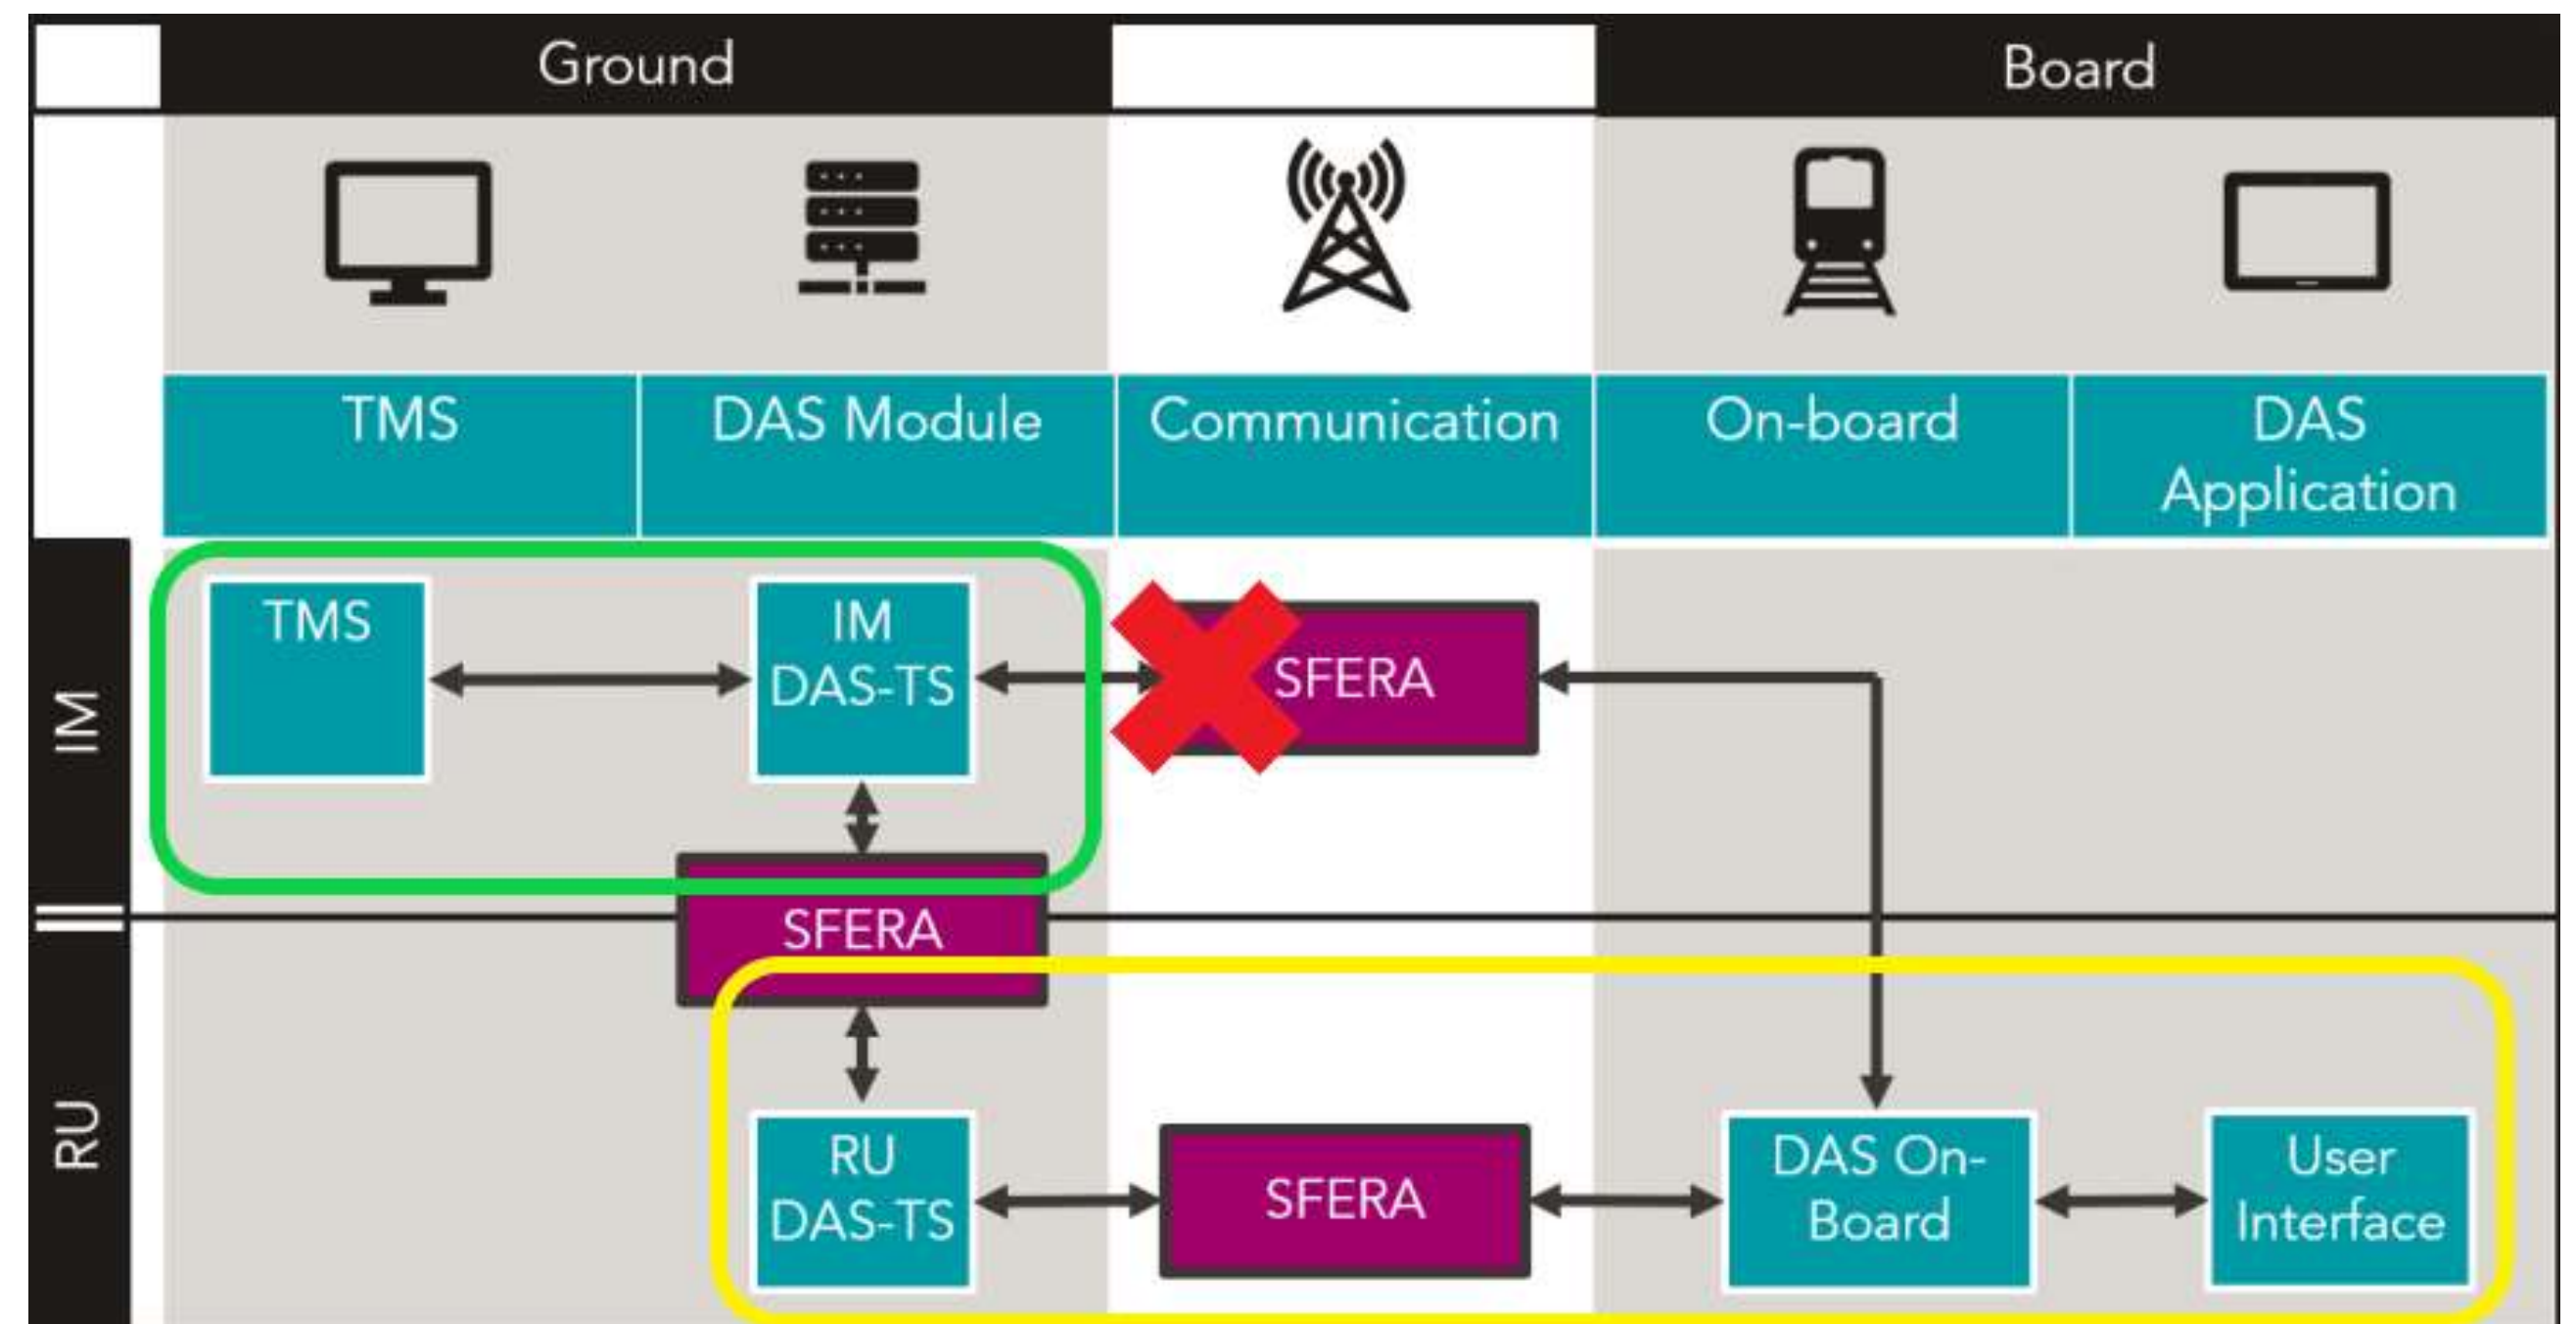 Ground
Board
TMS
DAS Module
Communication
On-board
DAS
Application
IM
TMS
IM
DAS-TS
SFERA
SFERA
RU
RU
DAS-TS
SFERA
DAS On-
Board
User
Interface